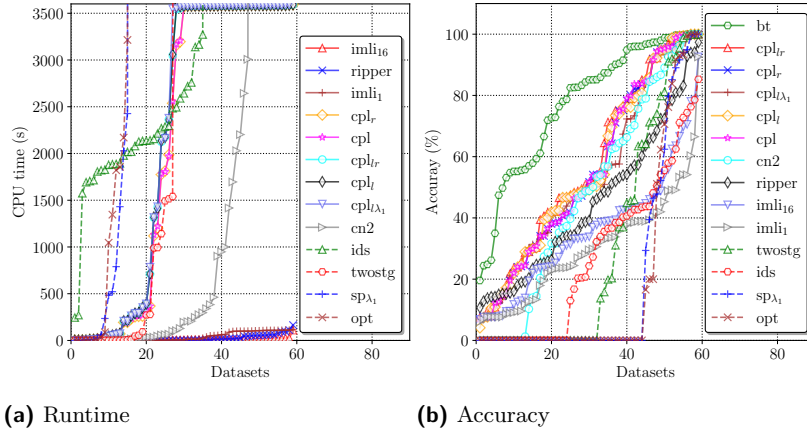 3500
3000
2500
2000
1500
1000
500
0
CPU time (s)
0 20 40 60 80
Datasets
imli₁₆
ripper
imli₁
cplᵣ
cpl
cplₗᵣ
cplₗ
cplₗλ₁
cn2
ids
twostg
spλ₁
opt
100
80
60
40
20
0
Accuray (%)
0 20 40 60 80
Datasets
bt
cplₗᵣ
cplᵣ
cplₗλ₁
cplₗ
cpl
cn2
ripper
imli₁₆
imli₁
twostg
ids
spλ₁
opt
(a) Runtime
(b) Accuracy